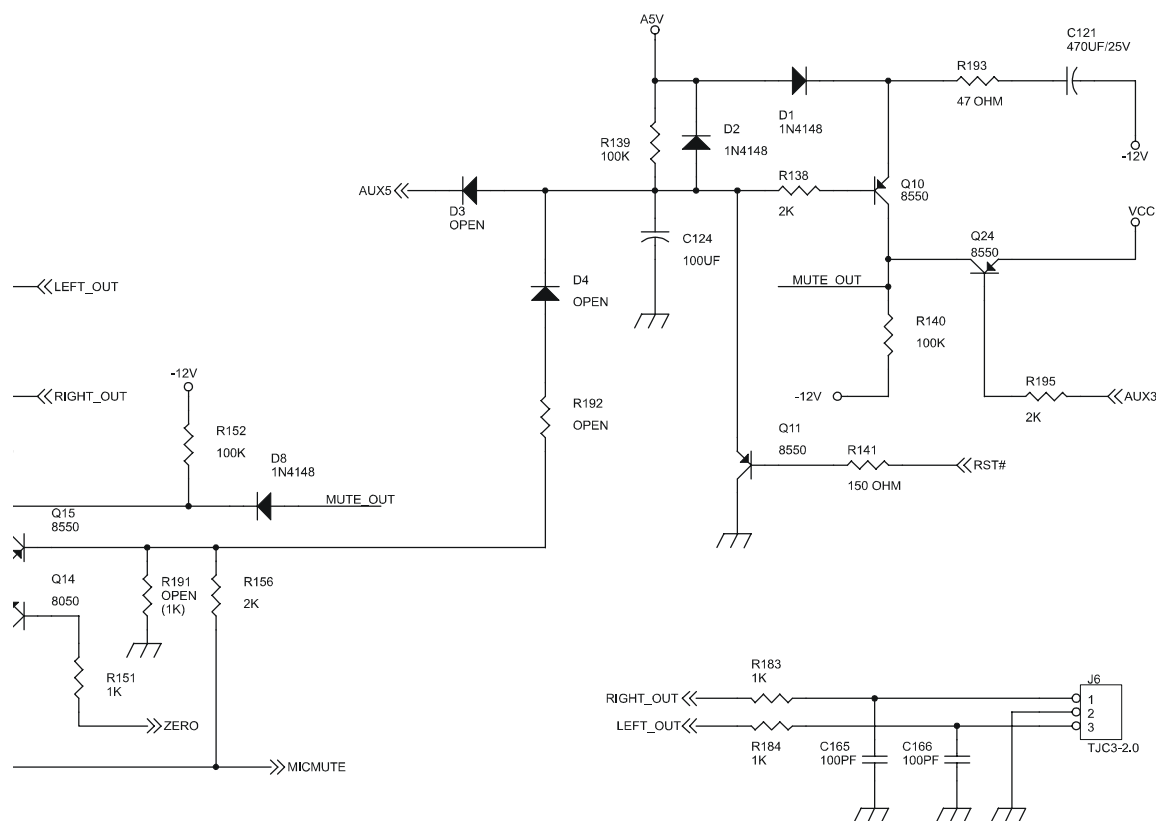 A5V
C121
470UF/25V
R193
47 OHM
D1
1N4148
-12V
R139
100K
D2
1N4148
AUX5
D3
OPEN
R138
2K
Q10
8550
VCC
C124
100UF
Q24
8550
LEFT_OUT
D4
OPEN
MUTE_OUT
R140
100K
-12V
RIGHT_OUT
R192
OPEN
-12V
R195
2K
AUX3
R152
100K
D8
1N4148
MUTE_OUT
Q11
8550
R141
150 OHM
RST#
Q15
8550
Q14
8050
R191
OPEN
(1K)
R156
2K
R151
1K
ZERO
MICMUTE
R183
1K
RIGHT_OUT
LEFT_OUT
R184
1K
C165
100PF
C166
100PF
J6
1
2
3
TJC3-2.0